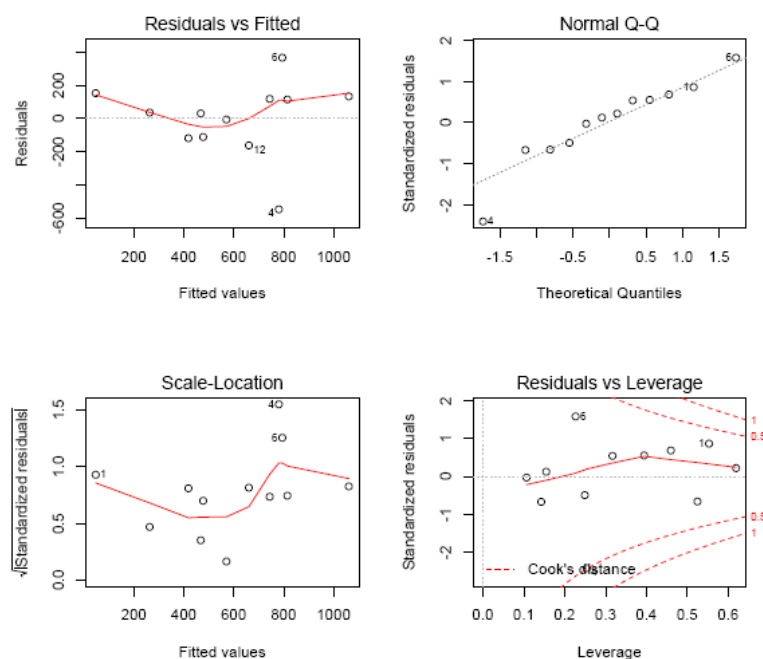 Residuals vs Fitted
Residuals
200
0
-200
-600
6
12
4
200 400 600 800 1000
Fitted values
Normal Q-Q
Standardized residuals
2
1
0
-1
-2
6
1
4
-1.5 -0.5 0.5 1.5
Theoretical Quantiles
Scale-Location
√|Standardized residuals|
1.5
1.0
0.5
0.0
4
6
1
200 400 600 800 1000
Fitted values
Residuals vs Leverage
Standardized residuals
2
1
0
-1
-2
6
1
1
0.5
0.5
1
Cook's distance
0.0 0.1 0.2 0.3 0.4 0.5 0.6
Leverage